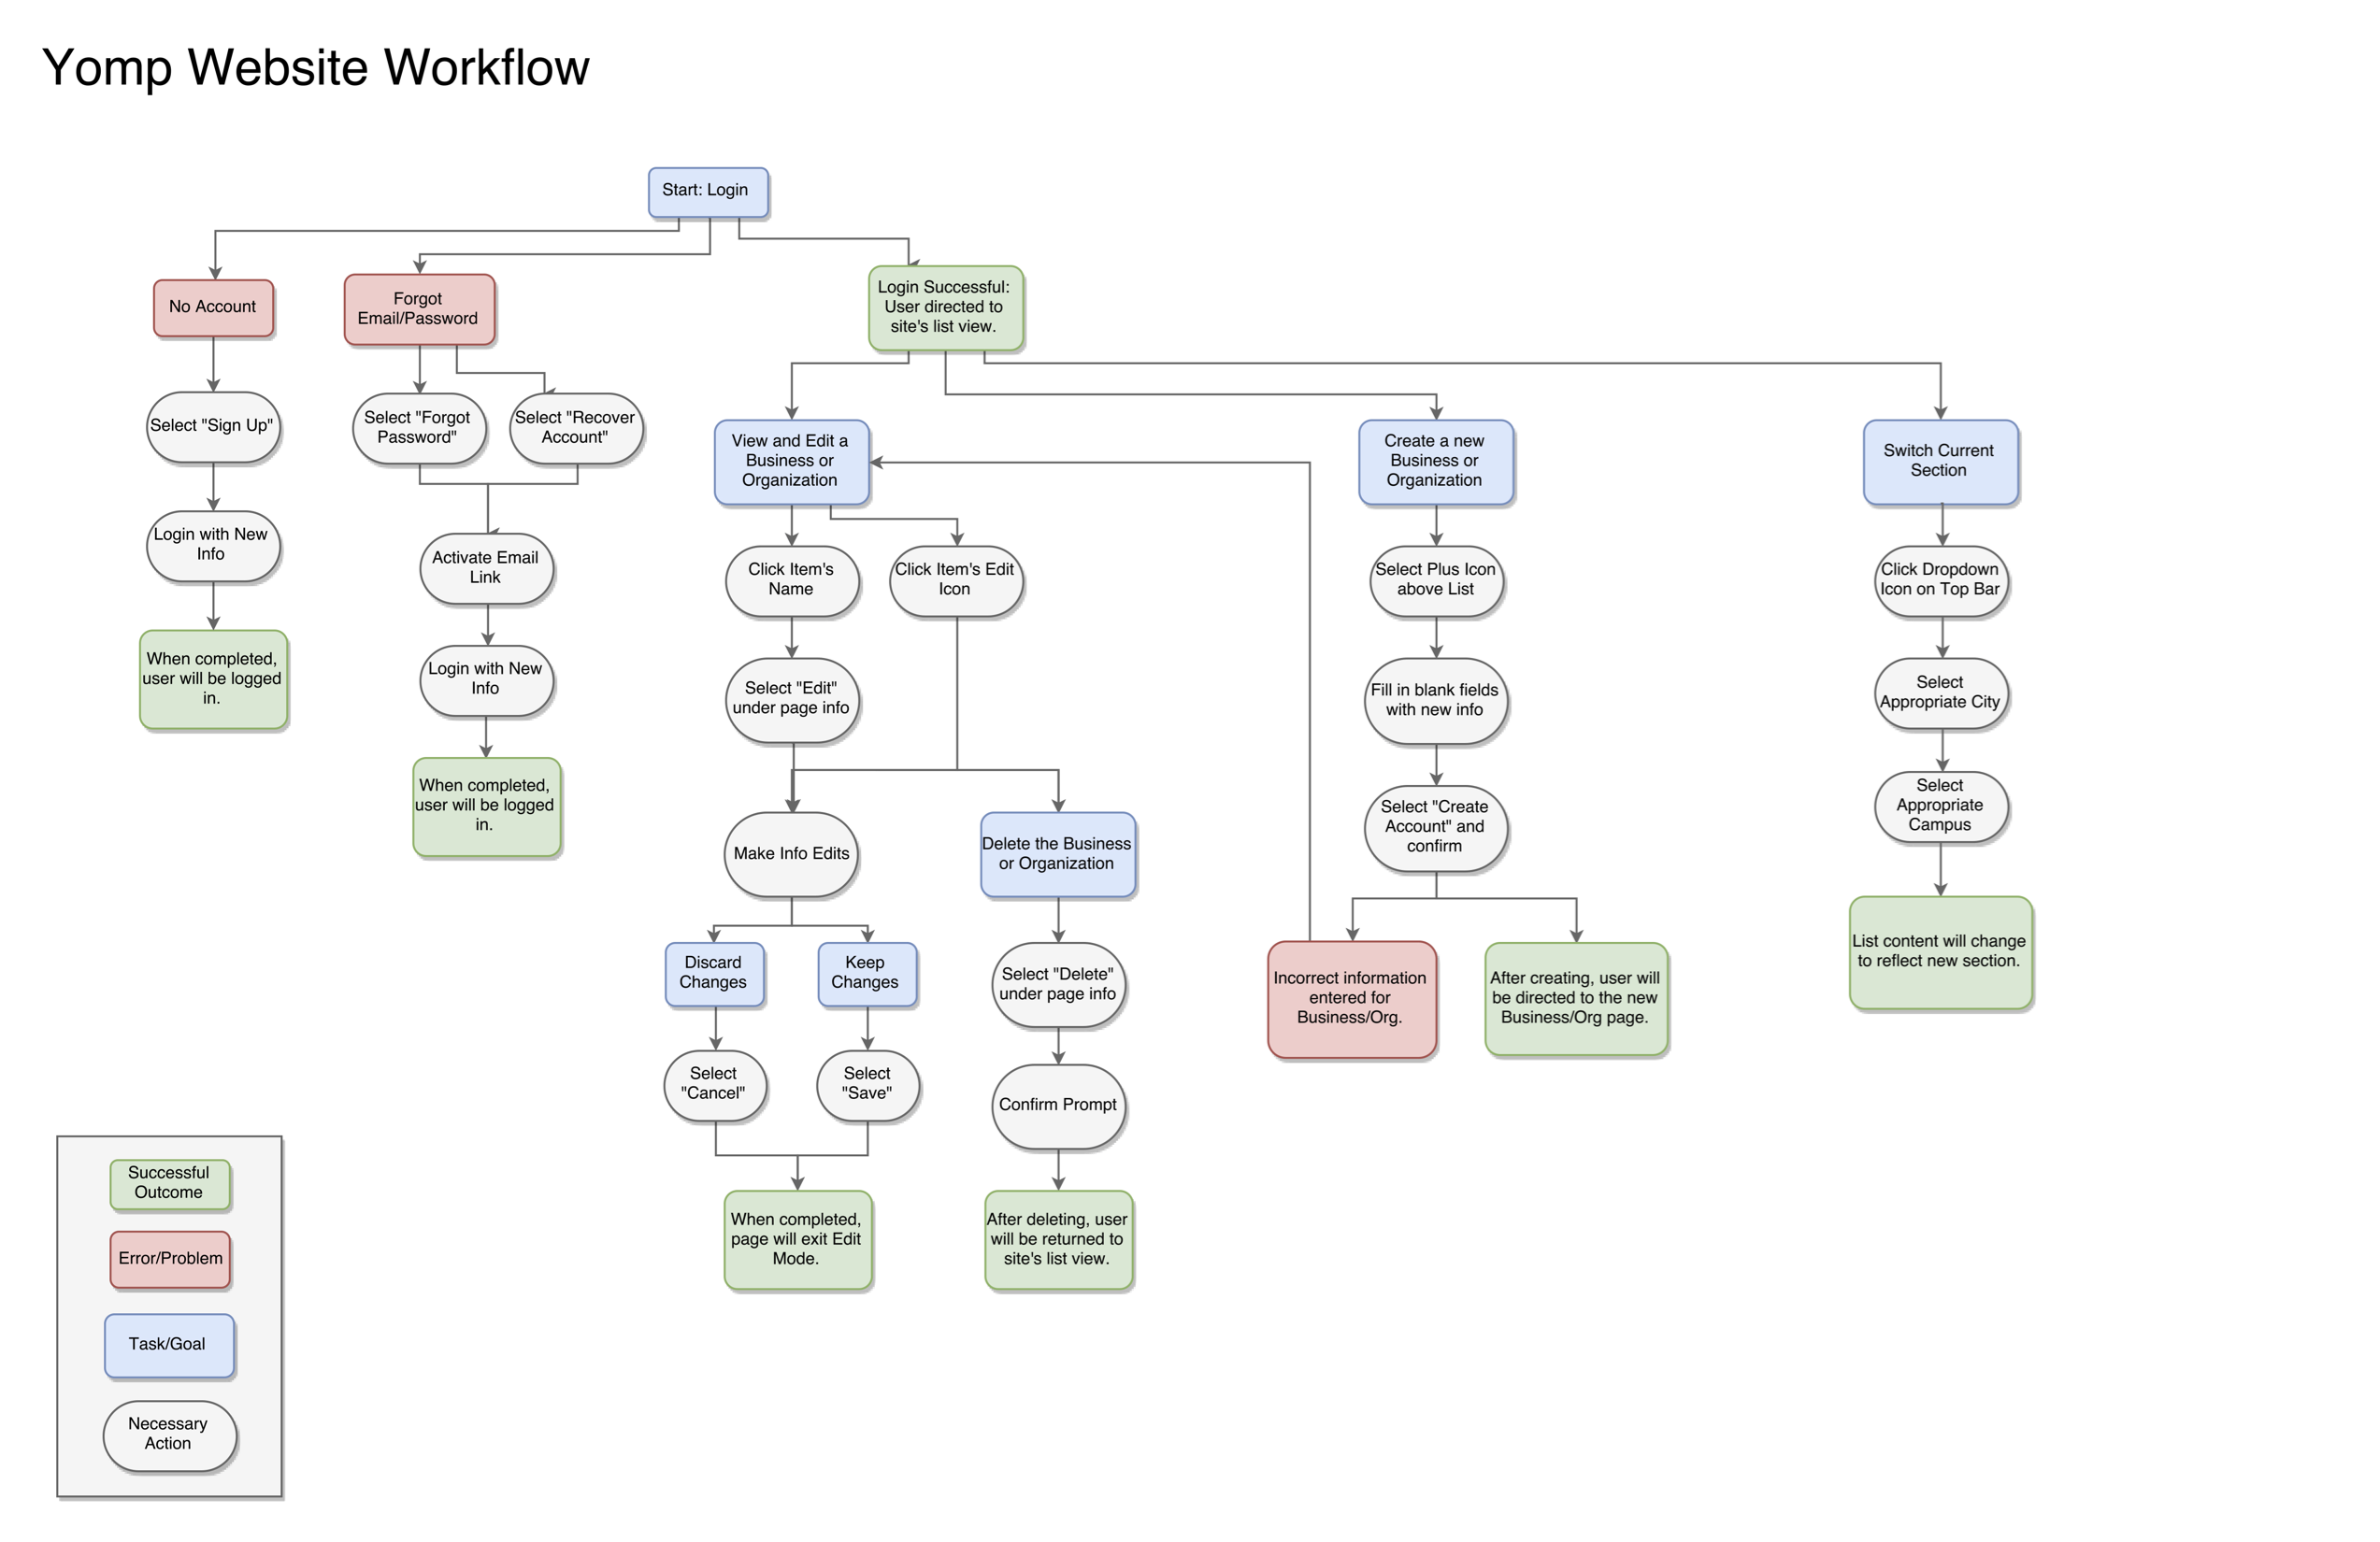 Yomp Website Workflow
Start: Login
No Account
Forgot
Email/Password
Login Successful:
User directed to
site's list view.
Select "Sign Up"
Select "Forgot
Password"
Select "Recover
Account"
View and Edit a
Business or
Organization
Create a new
Business or
Organization
Switch Current
Section
Login with New
Info
Activate Email
Link
Click Item's
Name
Click Item's Edit
Icon
Select Plus Icon
above List
Click Dropdown
Icon on Top Bar
When completed,
user will be logged
in.
Login with New
Info
Select "Edit"
under page info
Fill in blank fields
with new info
Select
Appropriate City
When completed,
user will be logged
in.
Make Info Edits
Delete the Business
or Organization
Select "Create
Account" and
confirm
Select
Appropriate
Campus
Discard
Changes
Keep
Changes
Select "Delete"
under page info
Incorrect information
entered for
Business/Org.
After creating, user will
be directed to the new
Business/Org page.
List content will change
to reflect new section.
Select
"Cancel"
Select
"Save"
Confirm Prompt
When completed,
page will exit Edit
Mode.
After deleting, user
will be returned to
site's list view.
Successful
Outcome
Error/Problem
Task/Goal
Necessary
Action